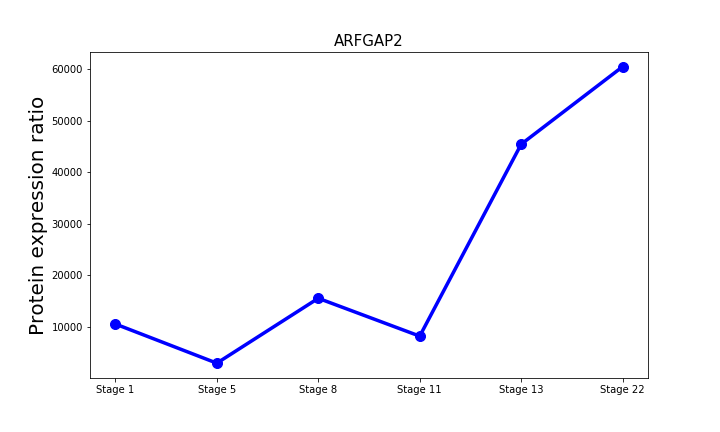 ARFGAP2
Protein expression ratio
60000
50000
40000
30000
20000
10000
Stage 1 Stage 5 Stage 8 Stage 11 Stage 13 Stage 22